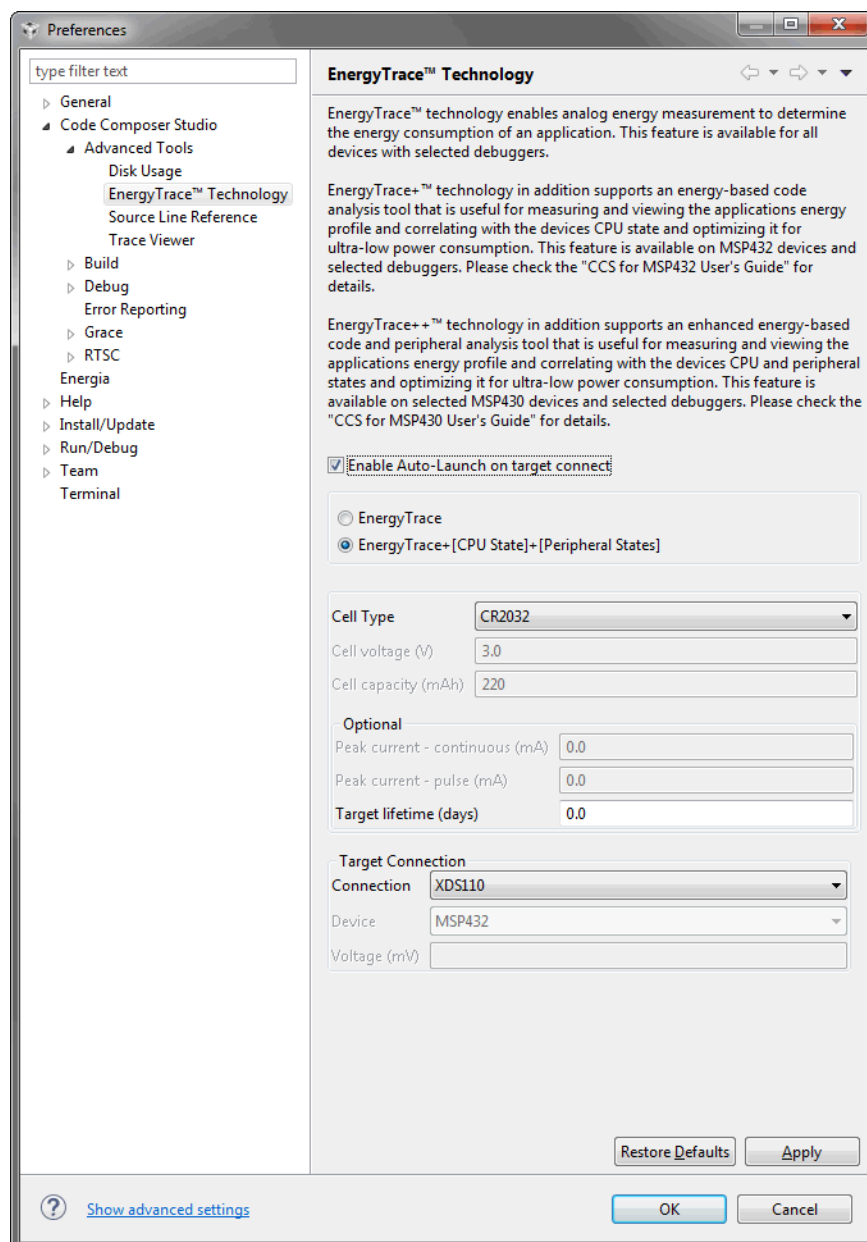 Preferences
type filter text
General
Code Composer Studio
Advanced Tools
Disk Usage
EnergyTrace™ Technology
Source Line Reference
Trace Viewer
Build
Debug
Error Reporting
Grace
RTSC
Energia
Help
Install/Update
Run/Debug
Team
Terminal
EnergyTrace™ Technology
EnergyTrace™ technology enables analog energy measurement to determine
the energy consumption of an application. This feature is available for all
devices with selected debuggers.
EnergyTrace+™ technology in addition supports an energy-based code
analysis tool that is useful for measuring and viewing the applications energy
profile and correlating with the devices CPU state and optimizing it for
ultra-low power consumption. This feature is available on MSP432 devices and
selected debuggers. Please check the "CCS for MSP432 User's Guide" for
details.
EnergyTrace++™ technology in addition supports an enhanced energy-based
code and peripheral analysis tool that is useful for measuring and viewing the
applications energy profile and correlating with the devices CPU and peripheral
states and optimizing it for ultra-low power consumption. This feature is
available on selected MSP430 devices and selected debuggers. Please check the
"CCS for MSP430 User's Guide" for details.
Enable Auto-Launch on target connect
EnergyTrace
EnergyTrace+[CPU State]+[Peripheral States]
Cell Type CR2032
Cell voltage (V) 3.0
Cell capacity (mAh) 220
Optional
Peak current - continuous (mA) 0.0
Peak current - pulse (mA) 0.0
Target lifetime (days) 0.0
Target Connection
Connection XDS110
Device MSP432
Voltage (mV)
Restore Defaults Apply
? Show advanced settings OK Cancel